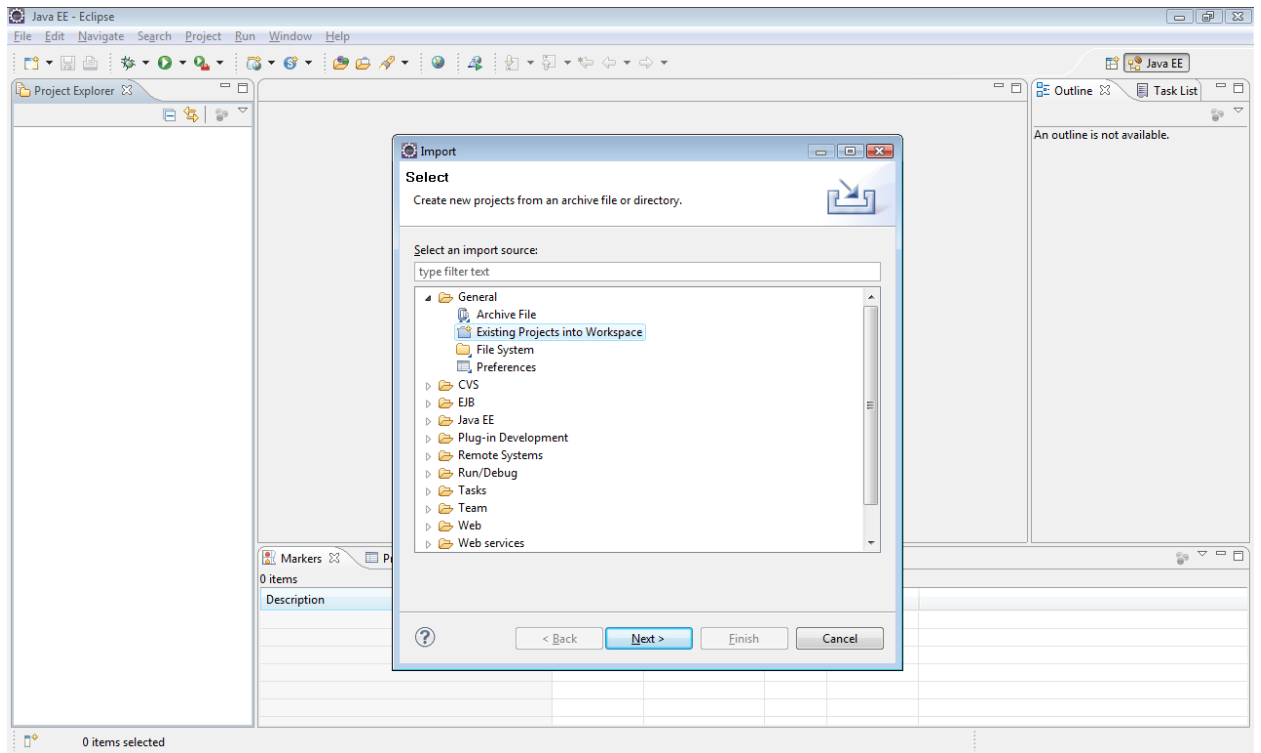 Java EE - Eclipse
File Edit Navigate Search Project Run Window Help
Java EE
Project Explorer
Outline
Task List
An outline is not available.
Import
Select
Create new projects from an archive file or directory.
Select an import source:
type filter text
General
Archive File
Existing Projects into Workspace
File System
Preferences
CVS
EJB
Java EE
Plug-in Development
Remote Systems
Run/Debug
Tasks
Team
Web
Web services
Markers
0 items
Description
? < Back Next > Finish Cancel
0 items selected